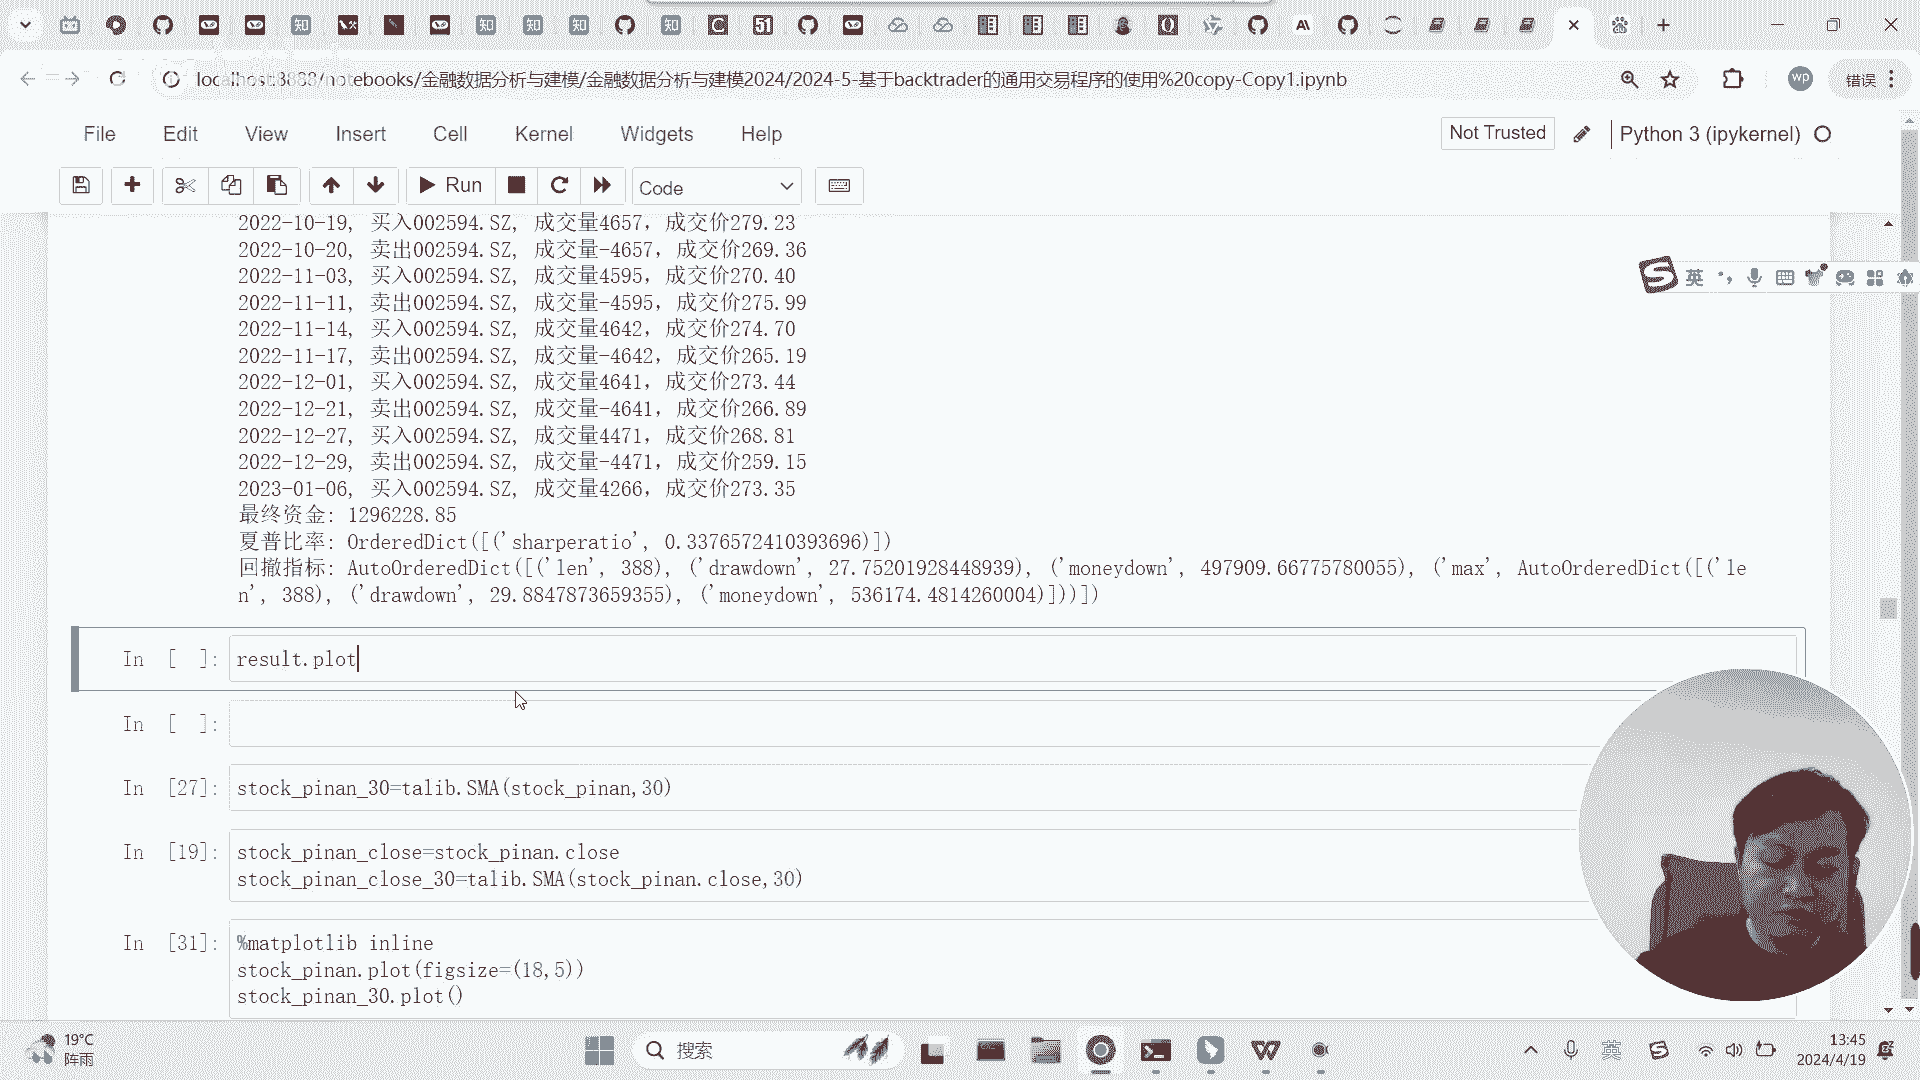 localhost:8888/notebooks/金融数据分析与建模/金融数据分析与建模2024/2024-5-基于backtrader的通用交易程序的使用%20copy-Copy1.ipynb
wp
错误
File Edit View Insert Cell Kernel Widgets Help
Not Trusted
Python 3 (ipykernel)
Run
Code
英
2022-10-19, 买入002594.SZ, 成交量4657，成交价279.23
2022-10-20, 卖出002594.SZ, 成交量-4657，成交价269.36
2022-11-03, 买入002594.SZ, 成交量4595，成交价270.40
2022-11-11, 卖出002594.SZ, 成交量-4595，成交价275.99
2022-11-14, 买入002594.SZ, 成交量4642，成交价274.70
2022-11-17, 卖出002594.SZ, 成交量-4642，成交价265.19
2022-12-01, 买入002594.SZ, 成交量4641，成交价273.44
2022-12-21, 卖出002594.SZ, 成交量-4641，成交价266.89
2022-12-27, 买入002594.SZ, 成交量4471，成交价268.81
2022-12-29, 卖出002594.SZ, 成交量-4471，成交价259.15
2023-01-06, 买入002594.SZ, 成交量4266，成交价273.35
最终资金: 1296228.85
夏普比率: OrderedDict([('sharperatio', 0.3376572410393696)])
回撤指标: AutoOrderedDict([('len', 388), ('drawdown', 27.75201928448939), ('moneydown', 497909.66775780055), ('max', AutoOrderedDict([('le
n', 388), ('drawdown', 29.8847873659355), ('moneydown', 536174.4814260004)]))])
In [ ]: result.plot
In [ ]:
In [27]: stock_pinan_30=talib.SMA(stock_pinan,30)
In [19]: stock_pinan_close=stock_pinan.close
stock_pinan_close_30=talib.SMA(stock_pinan.close,30)
In [31]: %matplotlib inline
stock_pinan.plot(figsize=(18,5))
stock_pinan_30.plot()
19°C
阵雨
搜索
英
13:45
2024/4/19